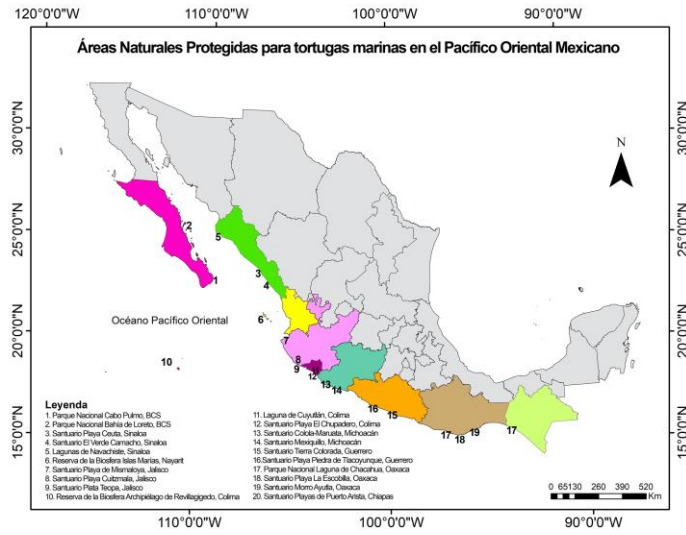 120°0'0"W 110°0'0"W 100°0'0"W 90°0'0"W
Áreas Naturales Protegidas para tortugas marinas en el Pacífico Oriental Mexicano
N
30°0'0"N
30°0'0"N
25°0'0"N
25°0'0"N
20°0'0"N
20°0'0"N
15°0'0"N
15°0'0"N
2
5
1
3
4
6
7
Océano Pacífico Oriental
8
9
10
11
12
13
14
16
15
17
18
19
17
Leyenda
1. Parque Nacional Cabo Pulmo, BCS
2. Parque Nacional Bahía de Loreto, BCS
3. Santuario Playa Ceuta, Sinaloa
4. Santuario El Verde Camacho, Sinaloa
5. Lagunas de Navachiste, Sinaloa
6. Reserva de la Biosfera Islas Marías, Nayarit
7. Santuario Playa de Mismaloya, Jalisco
8. Santuario Playa Cuitzmala, Jalisco
9. Santuario Plata Teopa, Jalisco
10. Reserva de la Biosfera Archipiélago de Revillagigedo, Colima
11. Laguna de Cuyutlán, Colima
12. Santuario Playa El Chupadero, Colima
13. Santuario Colola-Maruata, Michoacán
14. Santuario Mexiquillo, Michoacán
15. Santuario Tierra Colorada, Guerrero
16.Santuario Playa Piedra de Tlacoyunque, Guerrero
17. Parque Nacional Laguna de Chacahua, Oaxaca
18. Santuario Playa La Escobilla, Oaxaca
19. Santuario Morro Ayutla, Oaxaca
20. Santuario Playas de Puerto Arista, Chiapas
0 65130 260 390 520
Km
110°0'0"W 100°0'0"W 90°0'0"W